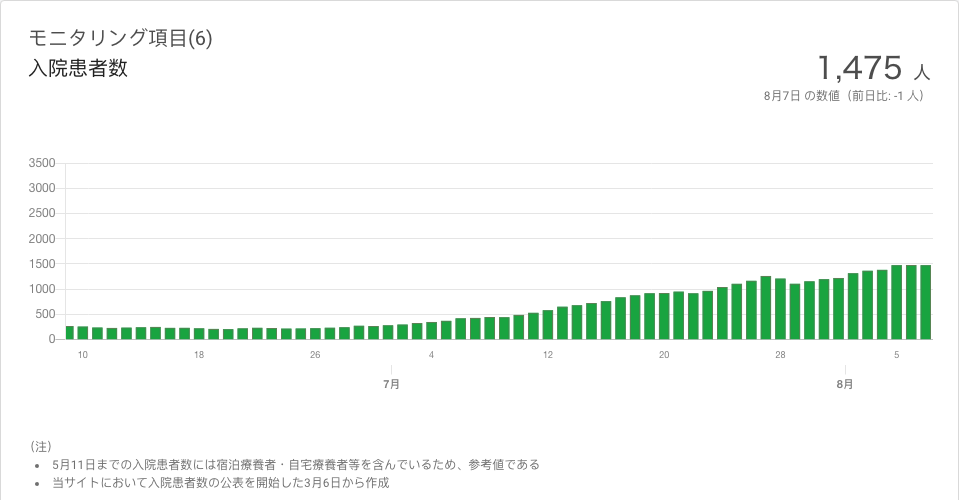 モニタリング項目(6)
入院患者数
1,475 人
8月7日 の数値（前日比: -1 人）
3500
3000
2500
2000
1500
1000
500
0
10 18 26 4 12 20 28 5
7月 8月
（注）
• 5月11日までの入院患者数には宿泊療養者・自宅療養者等を含んでいるため、参考値である
• 当サイトにおいて入院患者数の公表を開始した3月6日から作成